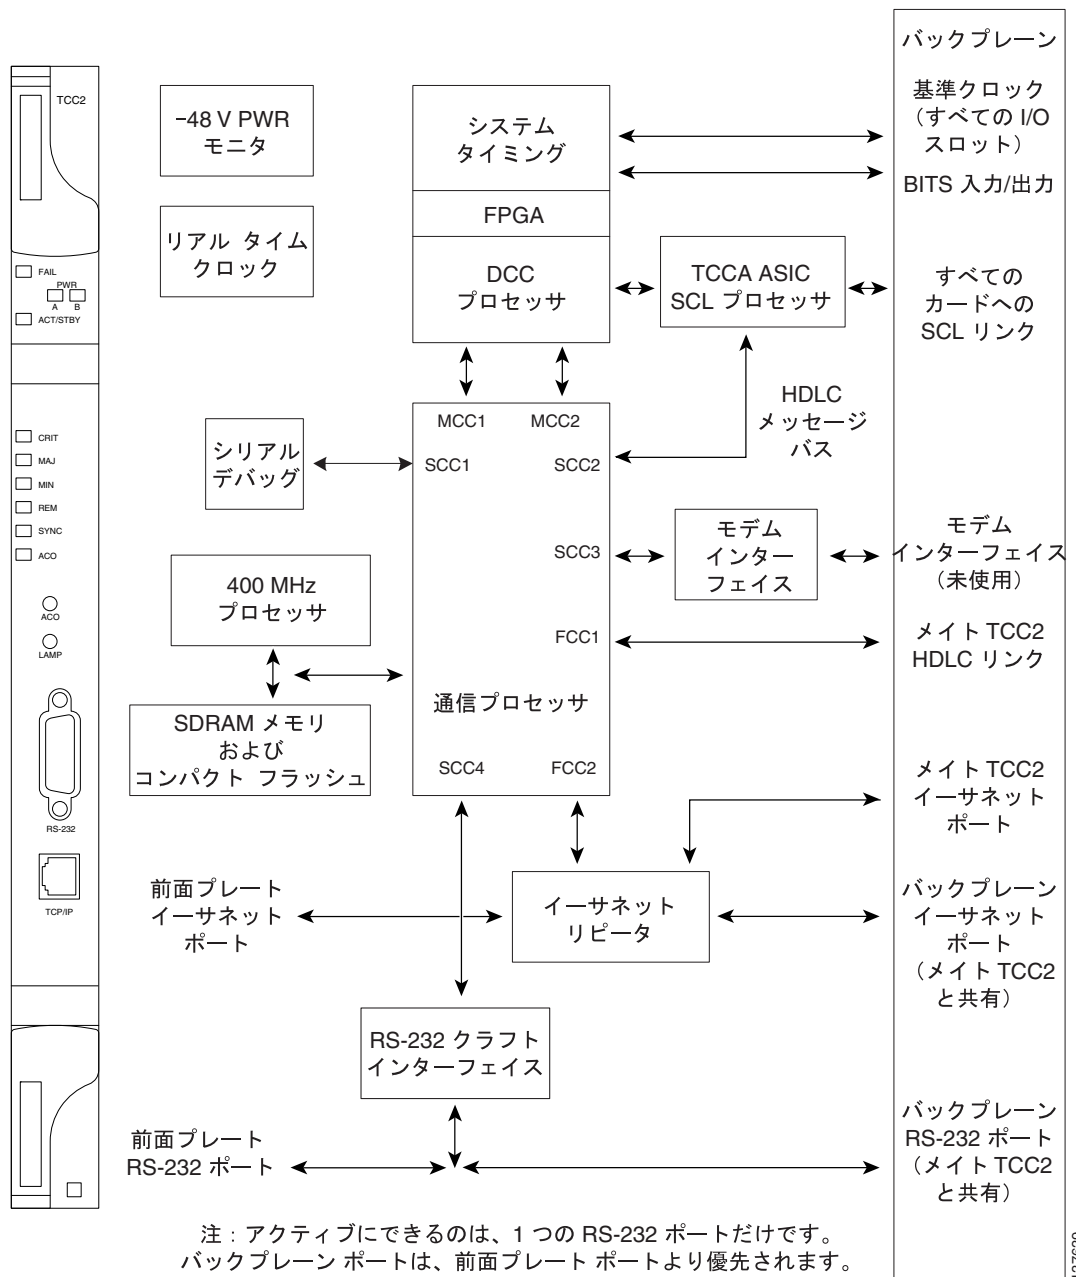 TCC2
FAIL
PWR
A B
ACT/STBY
CRIT
MAJ
MIN
REM
SYNC
ACO
ACO
LAMP
RS-232
TCP/IP
−48 V PWR
モニタ
リアル タイム
クロック
システム
タイミング
FPGA
DCC
プロセッサ
TCCA ASIC
SCL プロセッサ
HDLC
メッセージ
バス
シリアル
デバッグ
MCC1 MCC2
SCC1 SCC2
SCC3
FCC1
通信プロセッサ
SCC4 FCC2
モデム
インター
フェイス
400 MHz
プロセッサ
SDRAM メモリ
および
コンパクト フラッシュ
前面プレート
イーサネット
ポート
イーサネット
リピータ
RS-232 クラフト
インターフェイス
前面プレート
RS-232 ポート
バックプレーン
基準クロック
（すべての I/O
スロット）
BITS 入力/出力
すべての
カードへの
SCL リンク
モデム
インターフェイス
（未使用）
メイト TCC2
HDLC リンク
メイト TCC2
イーサネット
ポート
バックプレーン
イーサネット
ポート
（メイト TCC2
と共有）
バックプレーン
RS-232 ポート
（メイト TCC2
と共有）
注：アクティブにできるのは、1 つの RS-232 ポートだけです。
バックプレーン ポートは、前面プレート ポートより優先されます。